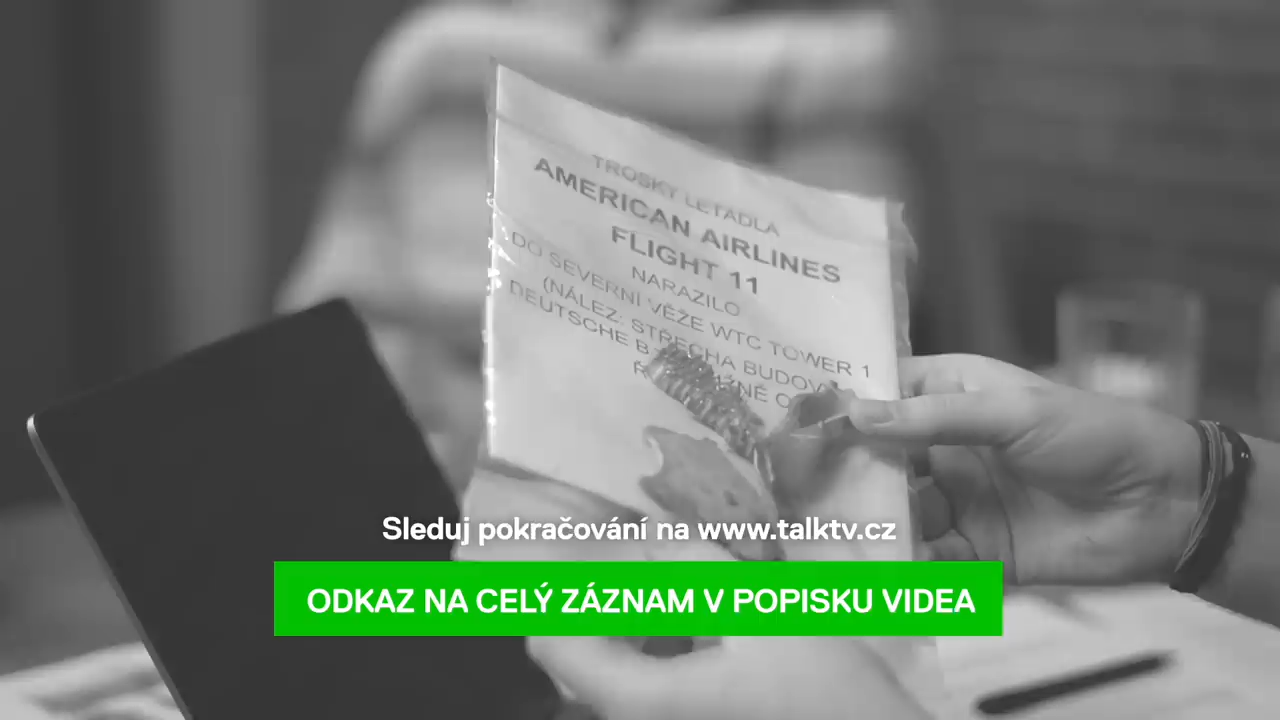 TROSKY LETADLA
AMERICAN AIRLINES
FLIGHT 11
NARAZILO
DO SEVERNÍ VĚŽE WTC TOWER 1
(NÁLEZ: STŘECHA BUDOVY
DEUTSCHE
Sleduj pokračování na www.talktv.cz
ODKAZ NA CELÝ ZÁZNAM V POPISKU VIDEA